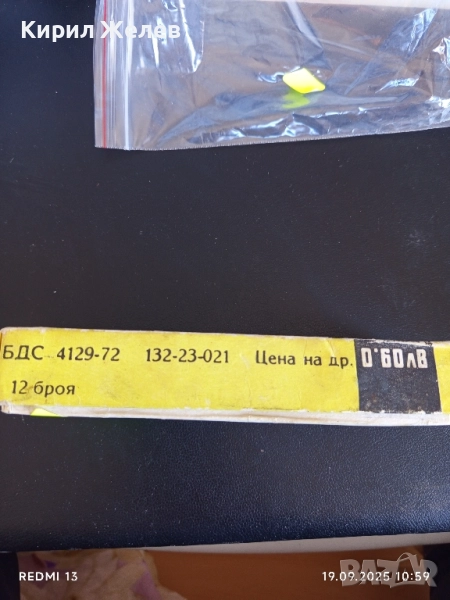 Кирил Желев
БДС 4129-72 132-23-021 Цена на др. 0.60лв
12 броя
REDMI 13
19.09.2025 10:59
BAZAR